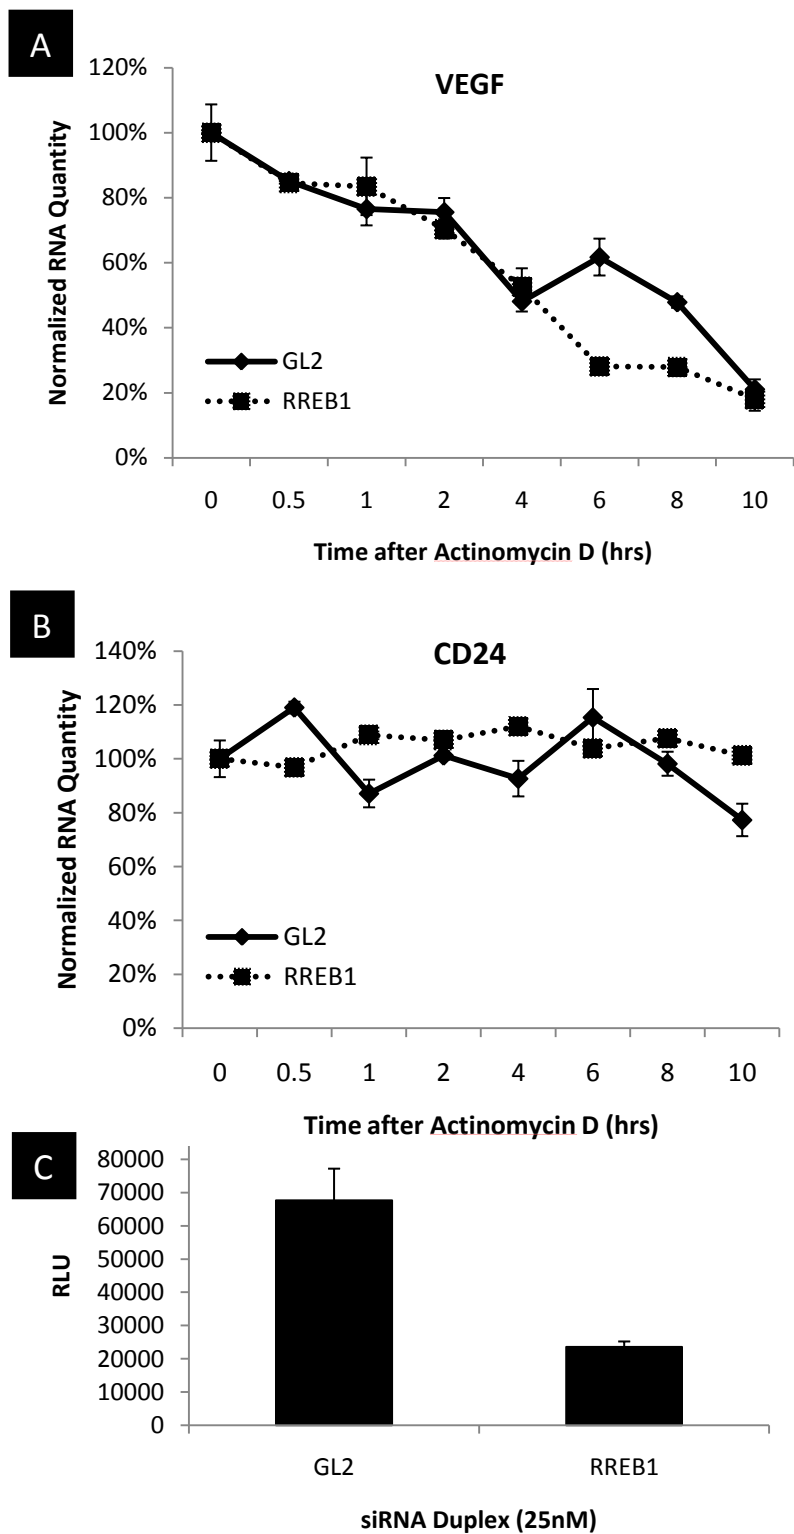 A
VEGF
120%
100%
80%
60%
40%
20%
0%
Normalized RNA Quantity
GL2
RREB1
0 0.5 1 2 4 6 8 10
Time after Actinomycin D (hrs)
B
CD24
140%
120%
100%
80%
60%
40%
20%
0%
Normalized RNA Quantity
GL2
RREB1
0 0.5 1 2 4 6 8 10
Time after Actinomycin D (hrs)
C
80000
70000
60000
50000
40000
30000
20000
10000
0
RLU
GL2 RREB1
siRNA Duplex (25nM)